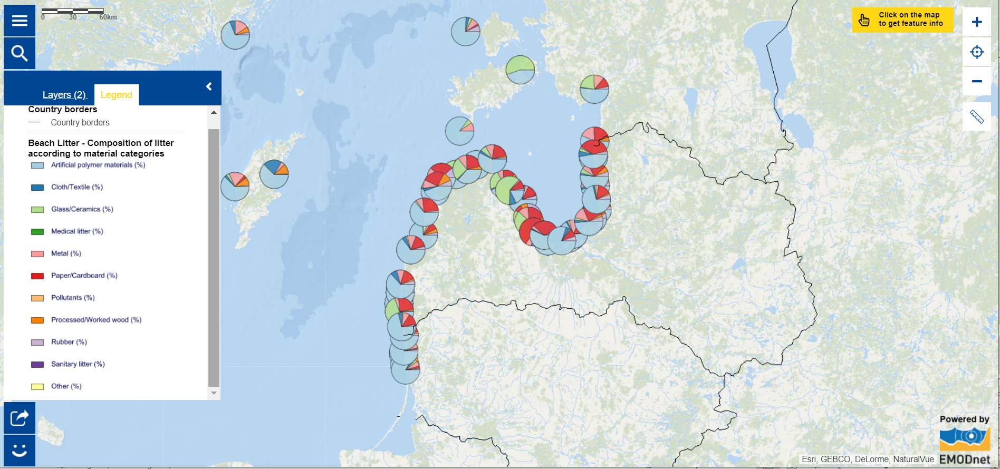 0 30 60km
Click on the map
to get feature info
Layers (2)
Legend
Country borders
Country borders
Beach Litter - Composition of litter
according to material categories
Artificial polymer materials (%)
Cloth/Textile (%)
Glass/Ceramics (%)
Medical litter (%)
Metal (%)
Paper/Cardboard (%)
Pollutants (%)
Processed/Worked wood (%)
Rubber (%)
Sanitary litter (%)
Other (%)
Powered by
EMODnet
Esri, GEBCO, DeLorme, NaturalVue